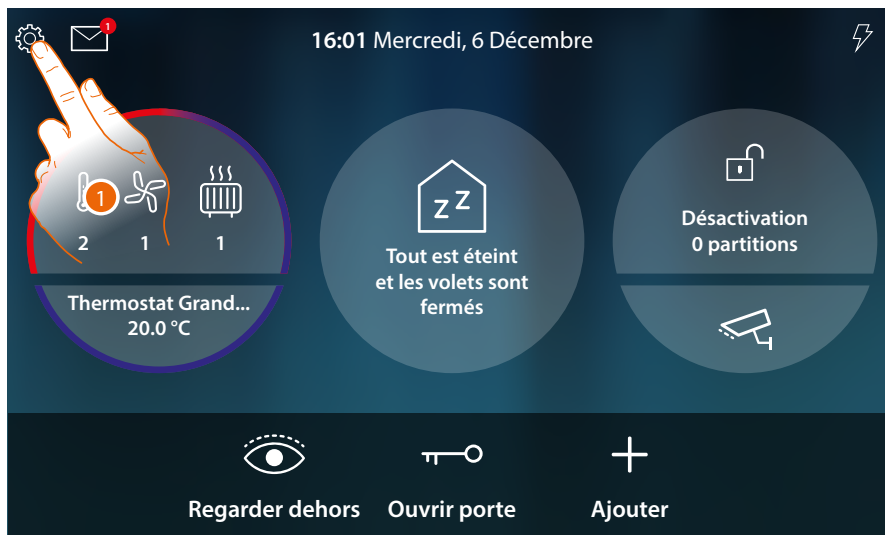 1
16:01 Mercredi, 6 Décembre
1
2 1 1
Thermostat Grand...
20.0 °C
z Z
Tout est éteint
et les volets sont
fermés
Désactivation
0 partitions
Regarder dehors
Ouvrir porte
Ajouter